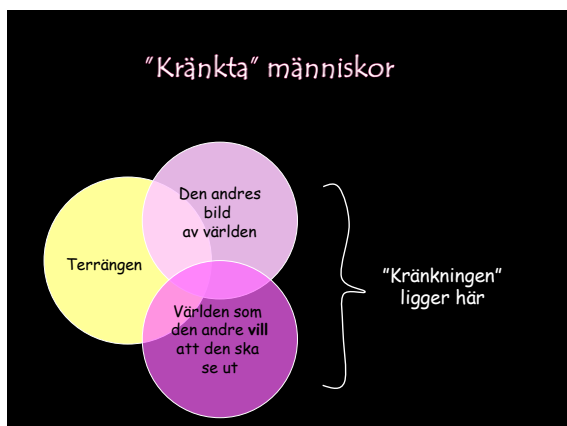 "Kränkta" människor
Den andres
bild
av världen
Terrängen
"Kränkningen"
ligger här
Världen som
den andre vill
att den ska
se ut